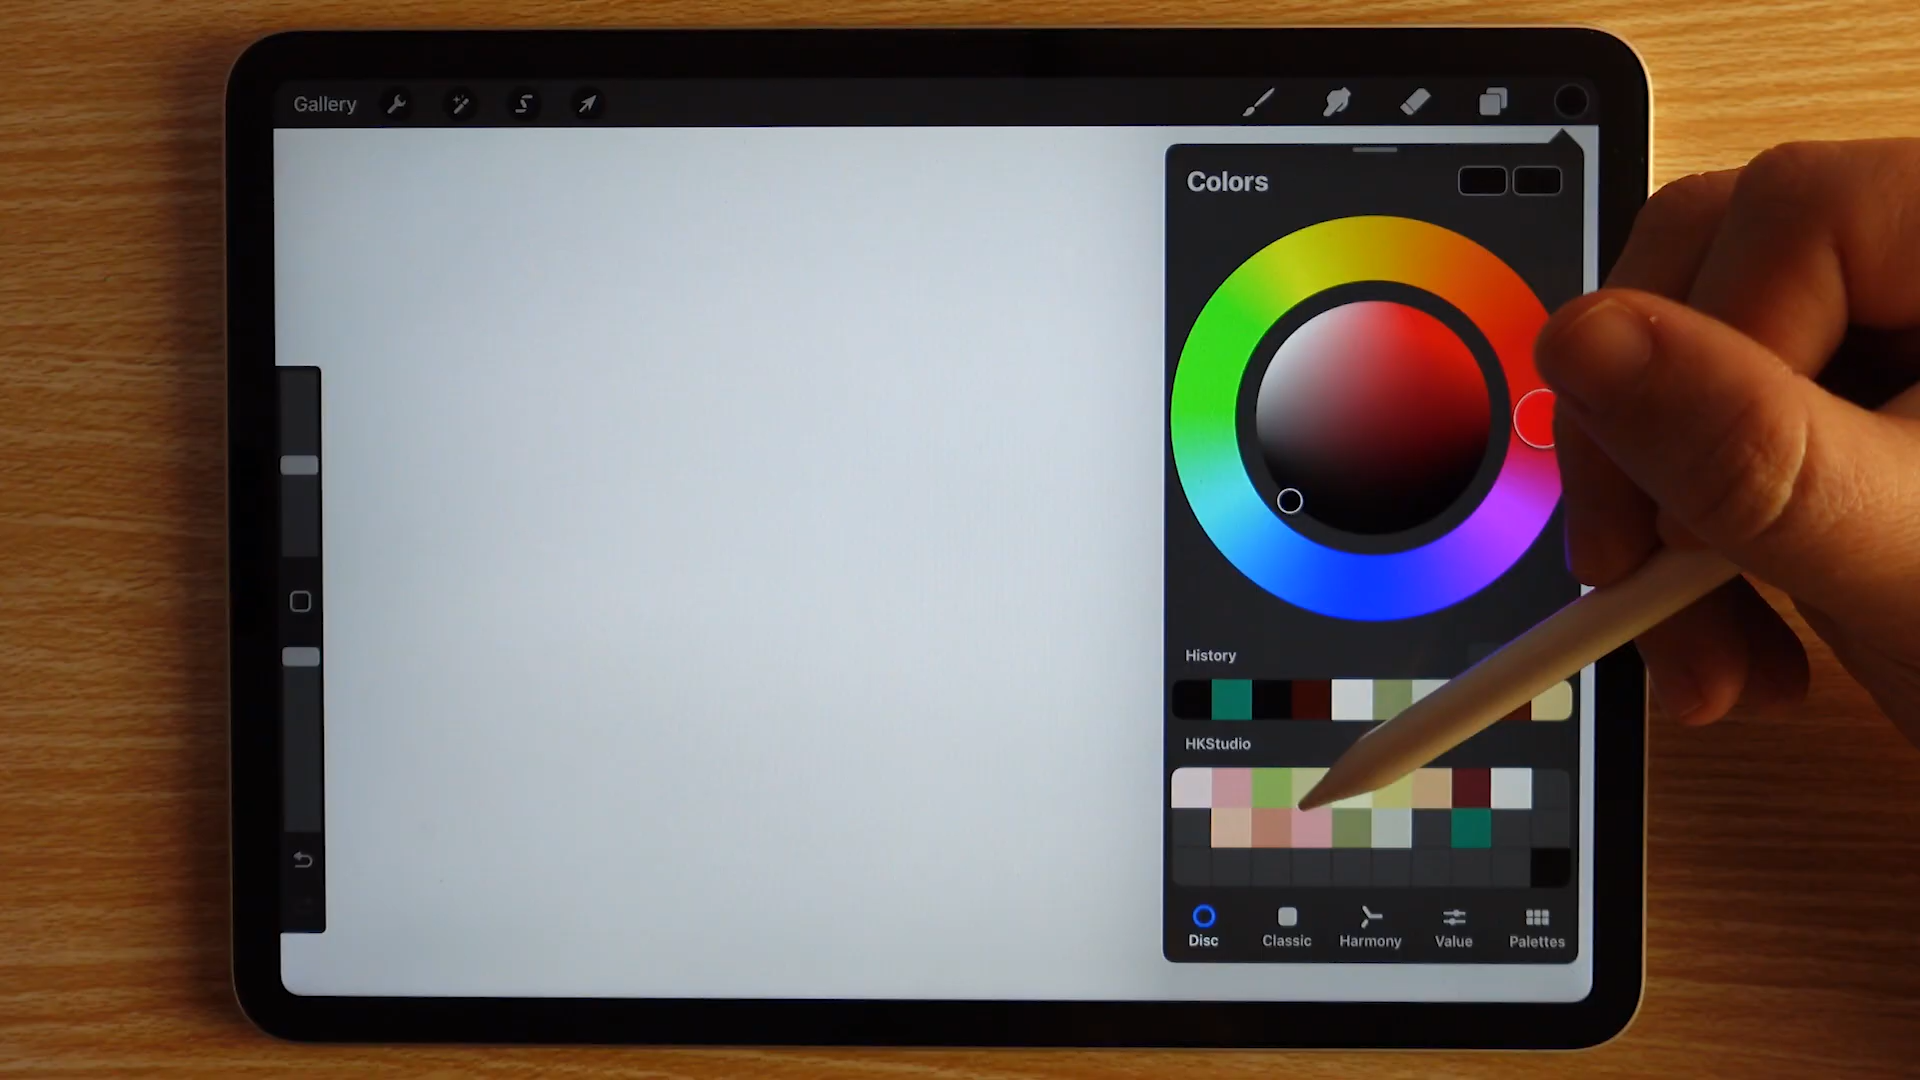 Gallery
Colors
History
HKStudio
Disc
Classic
Harmony
Value
Palettes